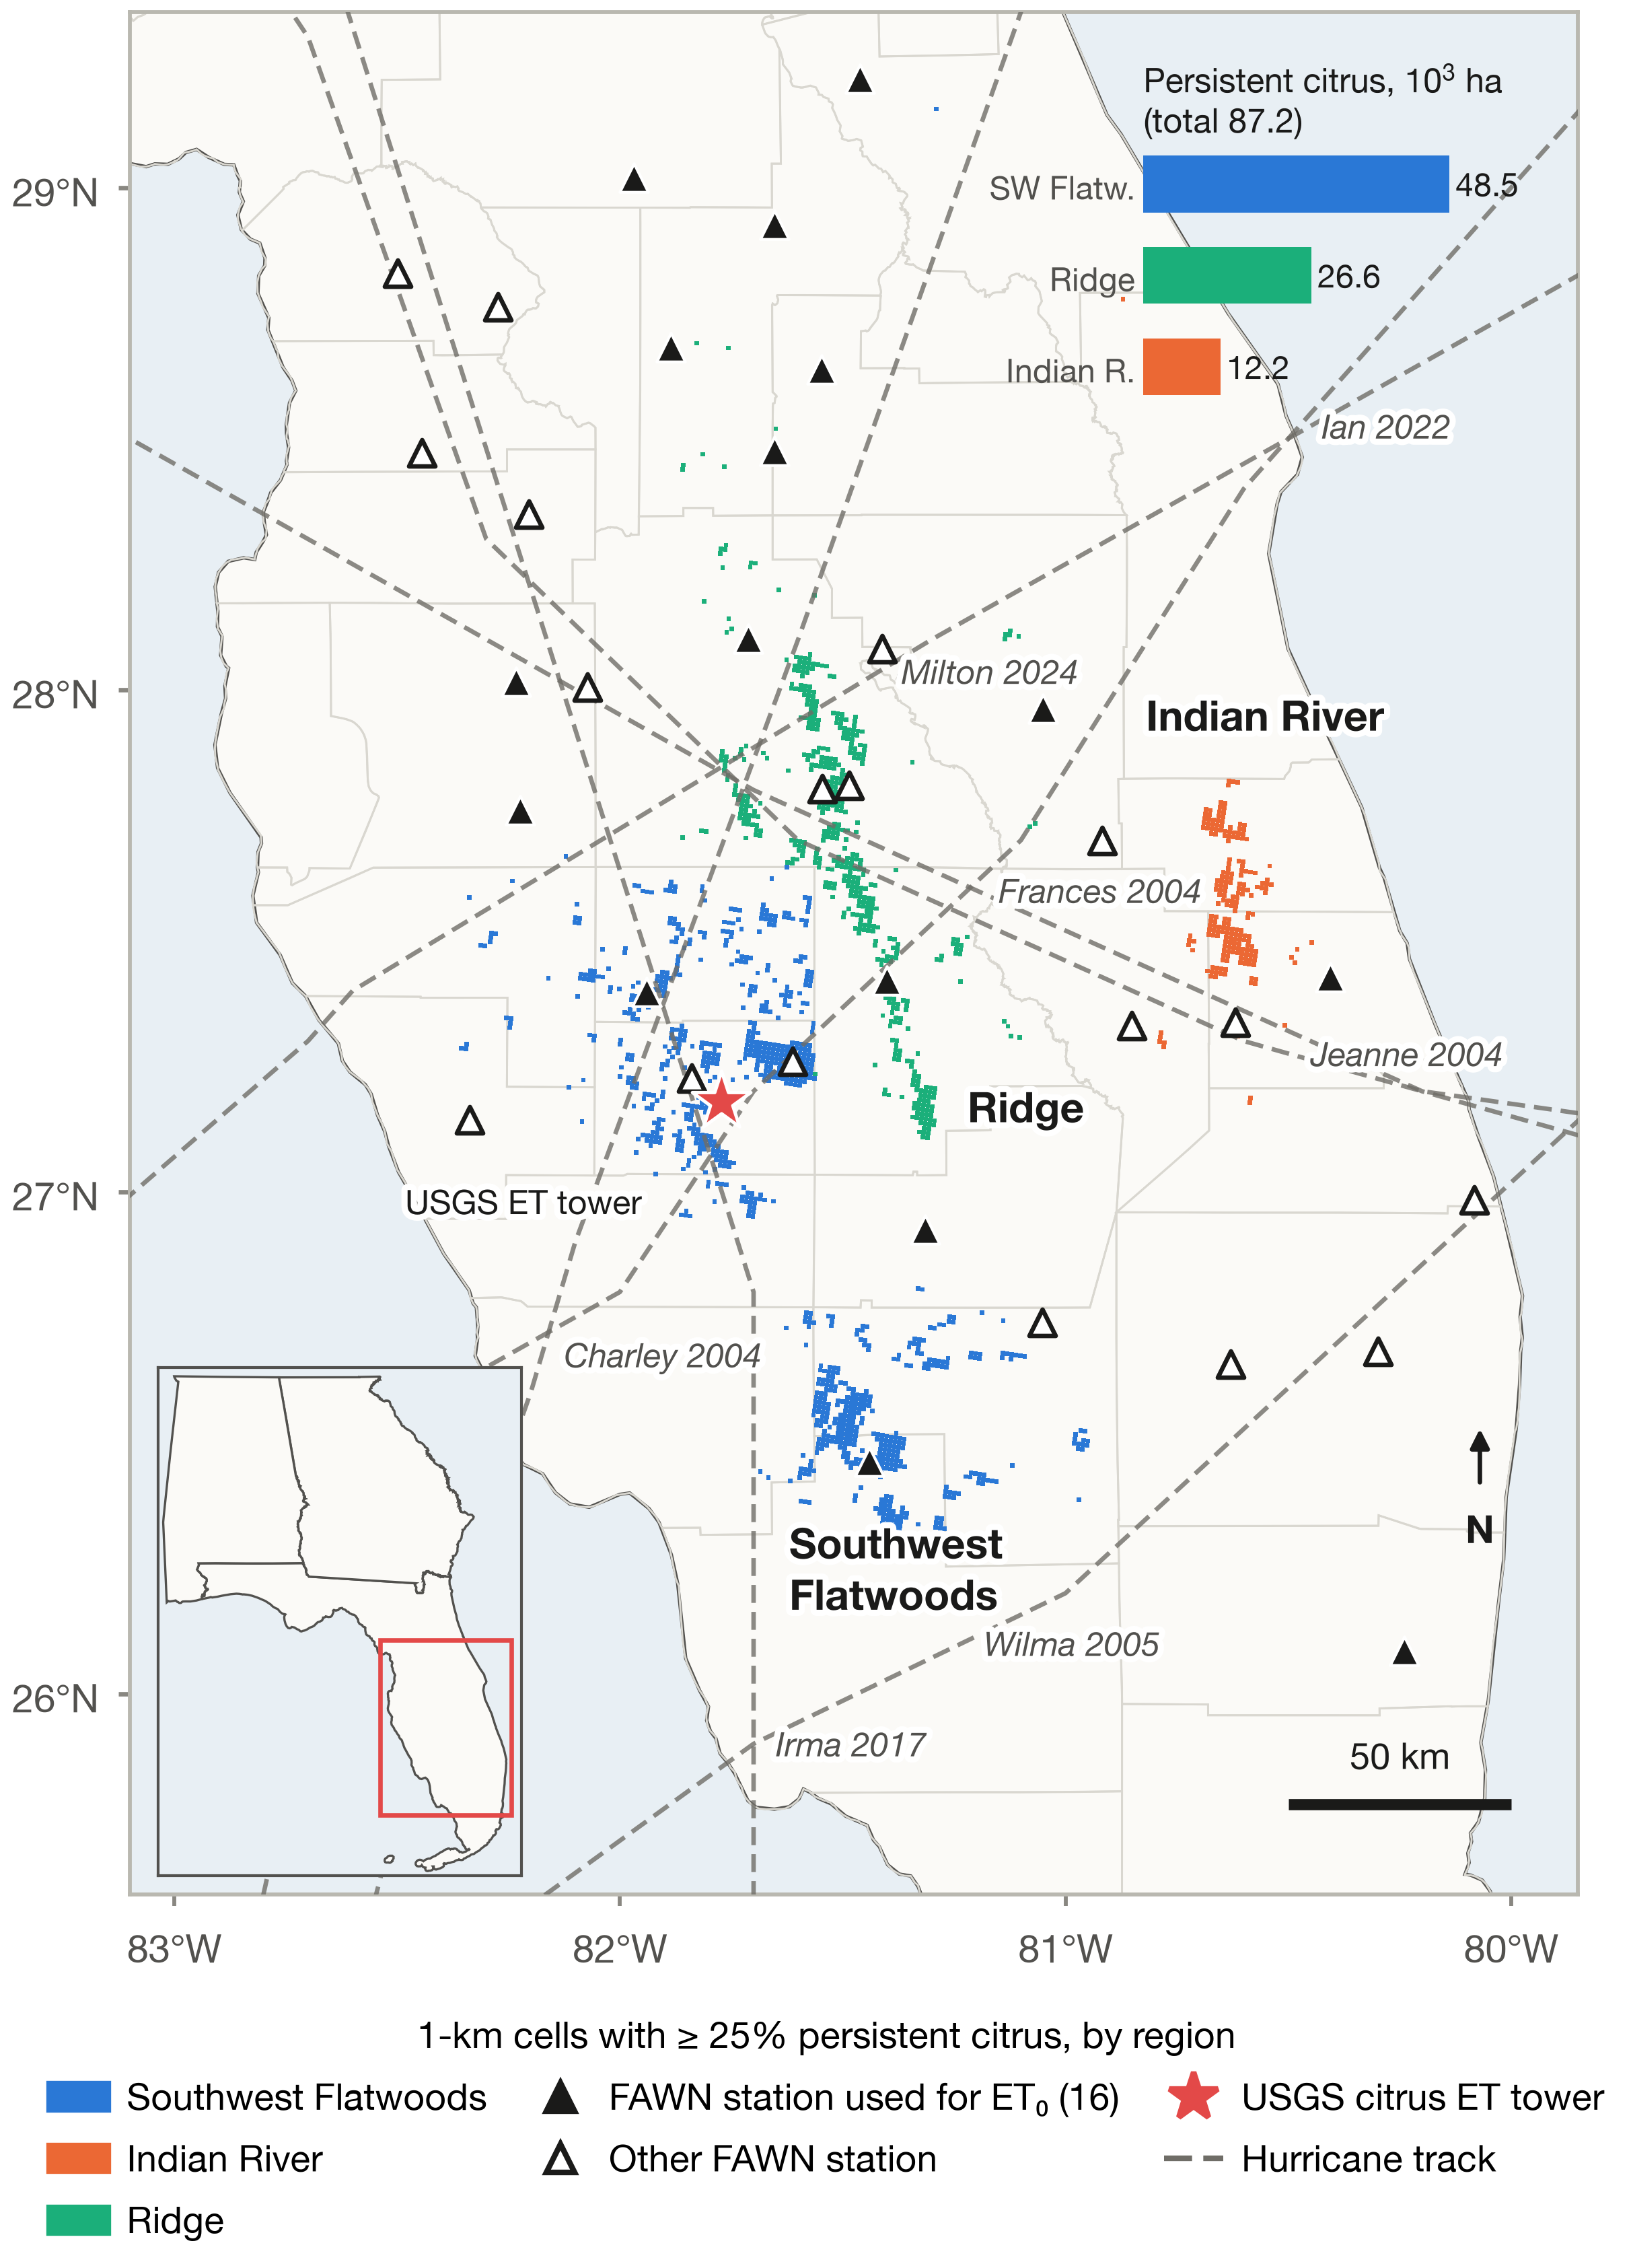 Persistent citrus, 10³ ha
(total 87.2)
SW Flatw.
48.5
Ridge
26.6
Indian R.
12.2
29°N
28°N
27°N
26°N
Ian 2022
Milton 2024
Indian River
Frances 2004
Jeanne 2004
Ridge
USGS ET tower
Charley 2004
Southwest
Flatwoods
N
Wilma 2005
Irma 2017
50 km
83°W
82°W
81°W
80°W
1-km cells with ≥ 25% persistent citrus, by region
Southwest Flatwoods
Indian River
Ridge
FAWN station used for ET₀ (16)
Other FAWN station
USGS citrus ET tower
Hurricane track